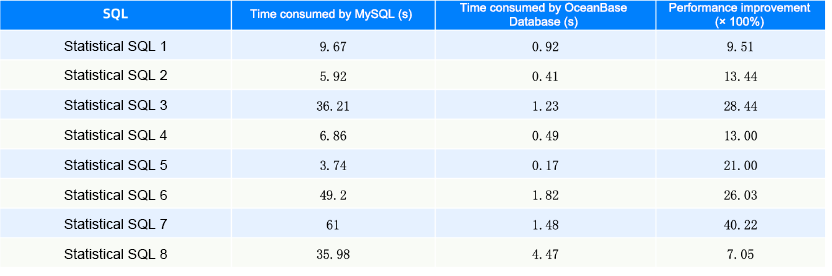 SQL Time consumed by MySQL (s) Time consumed by OceanBase Database (s) Performance improvement (× 100%)
Statistical SQL 1 9.67 0.92 9.51
Statistical SQL 2 5.92 0.41 13.44
Statistical SQL 3 36.21 1.23 28.44
Statistical SQL 4 6.86 0.49 13.00
Statistical SQL 5 3.74 0.17 21.00
Statistical SQL 6 49.2 1.82 26.03
Statistical SQL 7 61 1.48 40.22
Statistical SQL 8 35.98 4.47 7.05